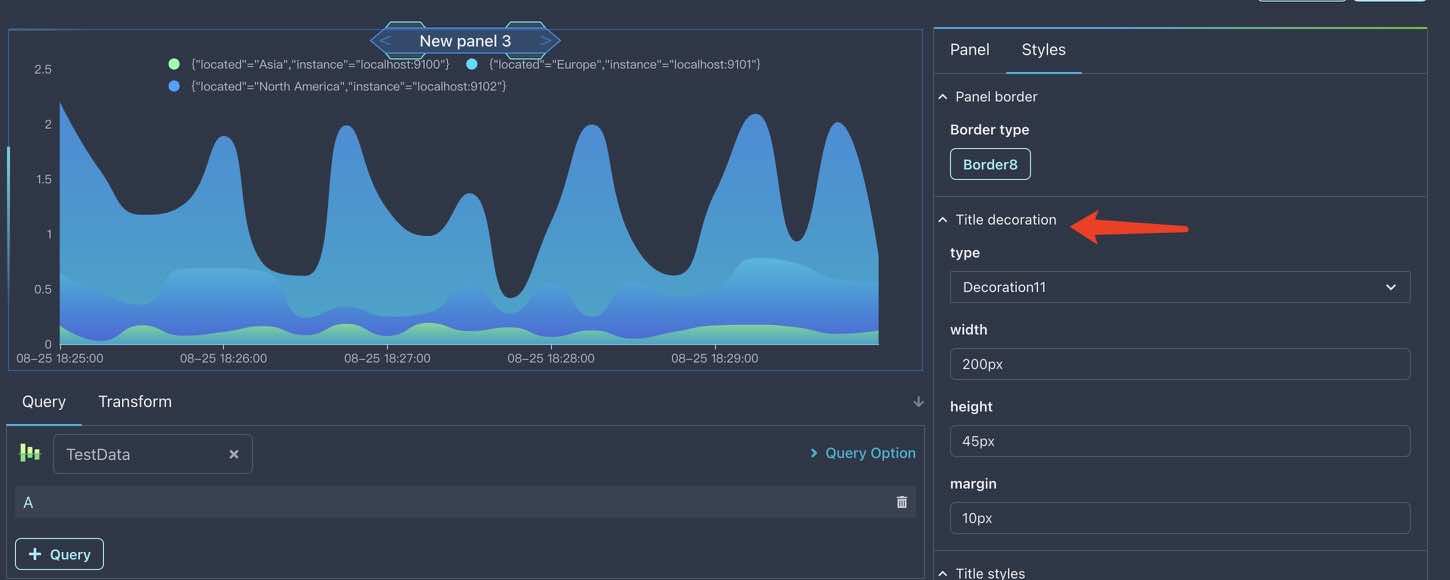 New panel 3
{"located"="Asia","instance"="localhost:9100"} {"located"="Europe","instance"="localhost:9101"}
{"located"="North America","instance"="localhost:9102"}
2.5
2
1.5
1
0.5
0
08-25 18:25:00 08-25 18:26:00 08-25 18:27:00 08-25 18:28:00 08-25 18:29:00
Query Transform
TestData
Query Option
A
Query
Panel Styles
Panel border
Border type
Border8
Title decoration
type
Decoration11
width
200px
height
45px
margin
10px
Title styles